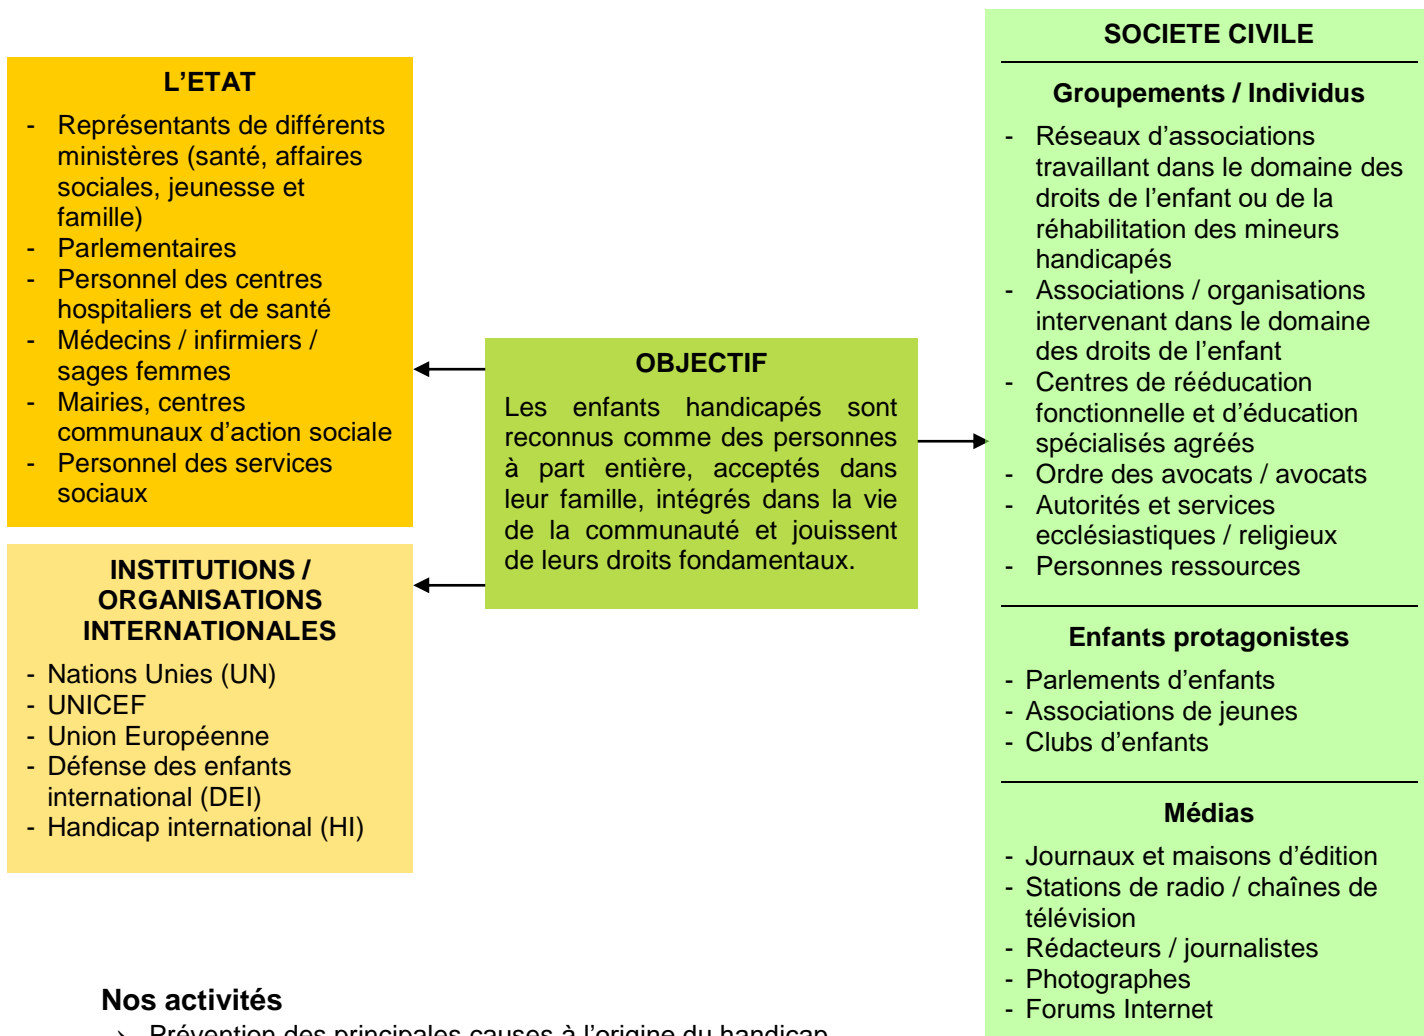 L’ETAT
- Représentants de différents
ministères (santé, affaires
sociales, jeunesse et
famille)
- Parlementaires
- Personnel des centres
hospitaliers et de santé
- Médecins / infirmiers /
sages femmes
- Mairies, centres
communaux d’action sociale
- Personnel des services
sociaux
INSTITUTIONS /
ORGANISATIONS
INTERNATIONALES
- Nations Unies (UN)
- UNICEF
- Union Européenne
- Défense des enfants
international (DEI)
- Handicap international (HI)
OBJECTIF
Les enfants handicapés sont
reconnus comme des personnes
à part entière, acceptés dans
leur famille, intégrés dans la vie
de la communauté et jouissent
de leurs droits fondamentaux.
SOCIETE CIVILE
Groupements / Individus
- Réseaux d’associations
travaillant dans le domaine des
droits de l’enfant ou de la
réhabilitation des mineurs
handicapés
- Associations / organisations
intervenant dans le domaine
des droits de l’enfant
- Centres de rééducation
fonctionnelle et d’éducation
spécialisés agréés
- Ordre des avocats / avocats
- Autorités et services
ecclésiastiques / religieux
- Personnes ressources
Enfants protagonistes
- Parlements d’enfants
- Associations de jeunes
- Clubs d’enfants
Médias
- Journaux et maisons d’édition
- Stations de radio / chaînes de
télévision
- Rédacteurs / journalistes
- Photographes
- Forums Internet
Nos activités
Prévention des principales causes à l’origine du handicap